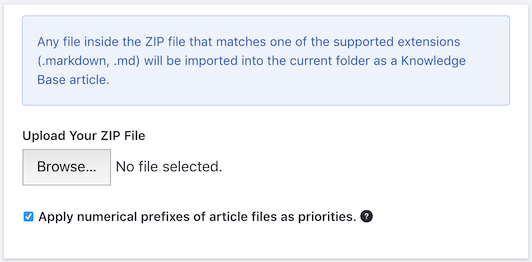 Any file inside the ZIP file that matches one of the supported extensions
(.markdown, .md) will be imported into the current folder as a Knowledge
Base article.
Upload Your ZIP File
Browse... No file selected.
Apply numerical prefixes of article files as priorities. ?